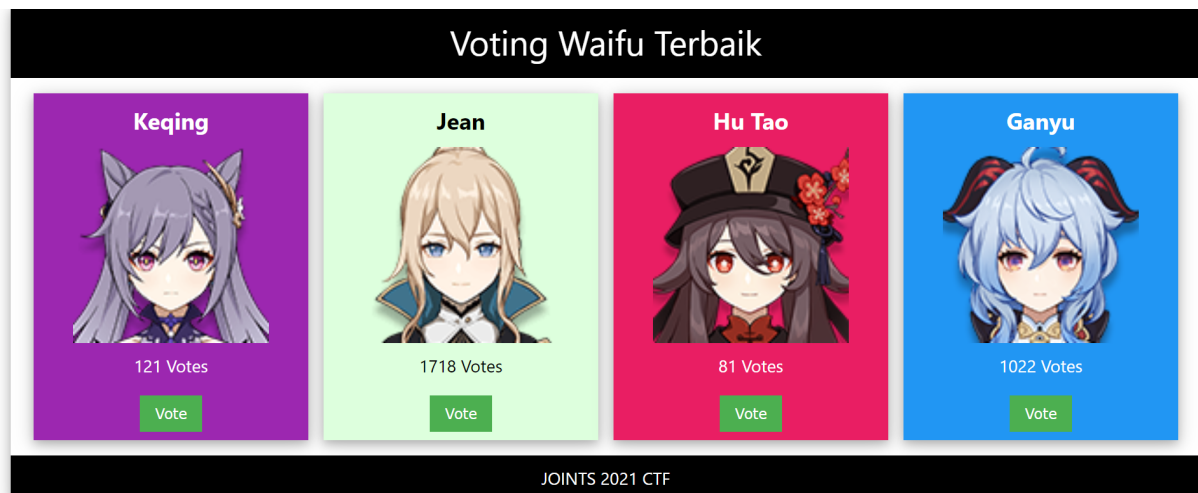 Voting Waifu Terbaik
Keqing
121 Votes
Vote
Jean
1718 Votes
Vote
Hu Tao
81 Votes
Vote
Ganyu
1022 Votes
Vote
JOINTS 2021 CTF